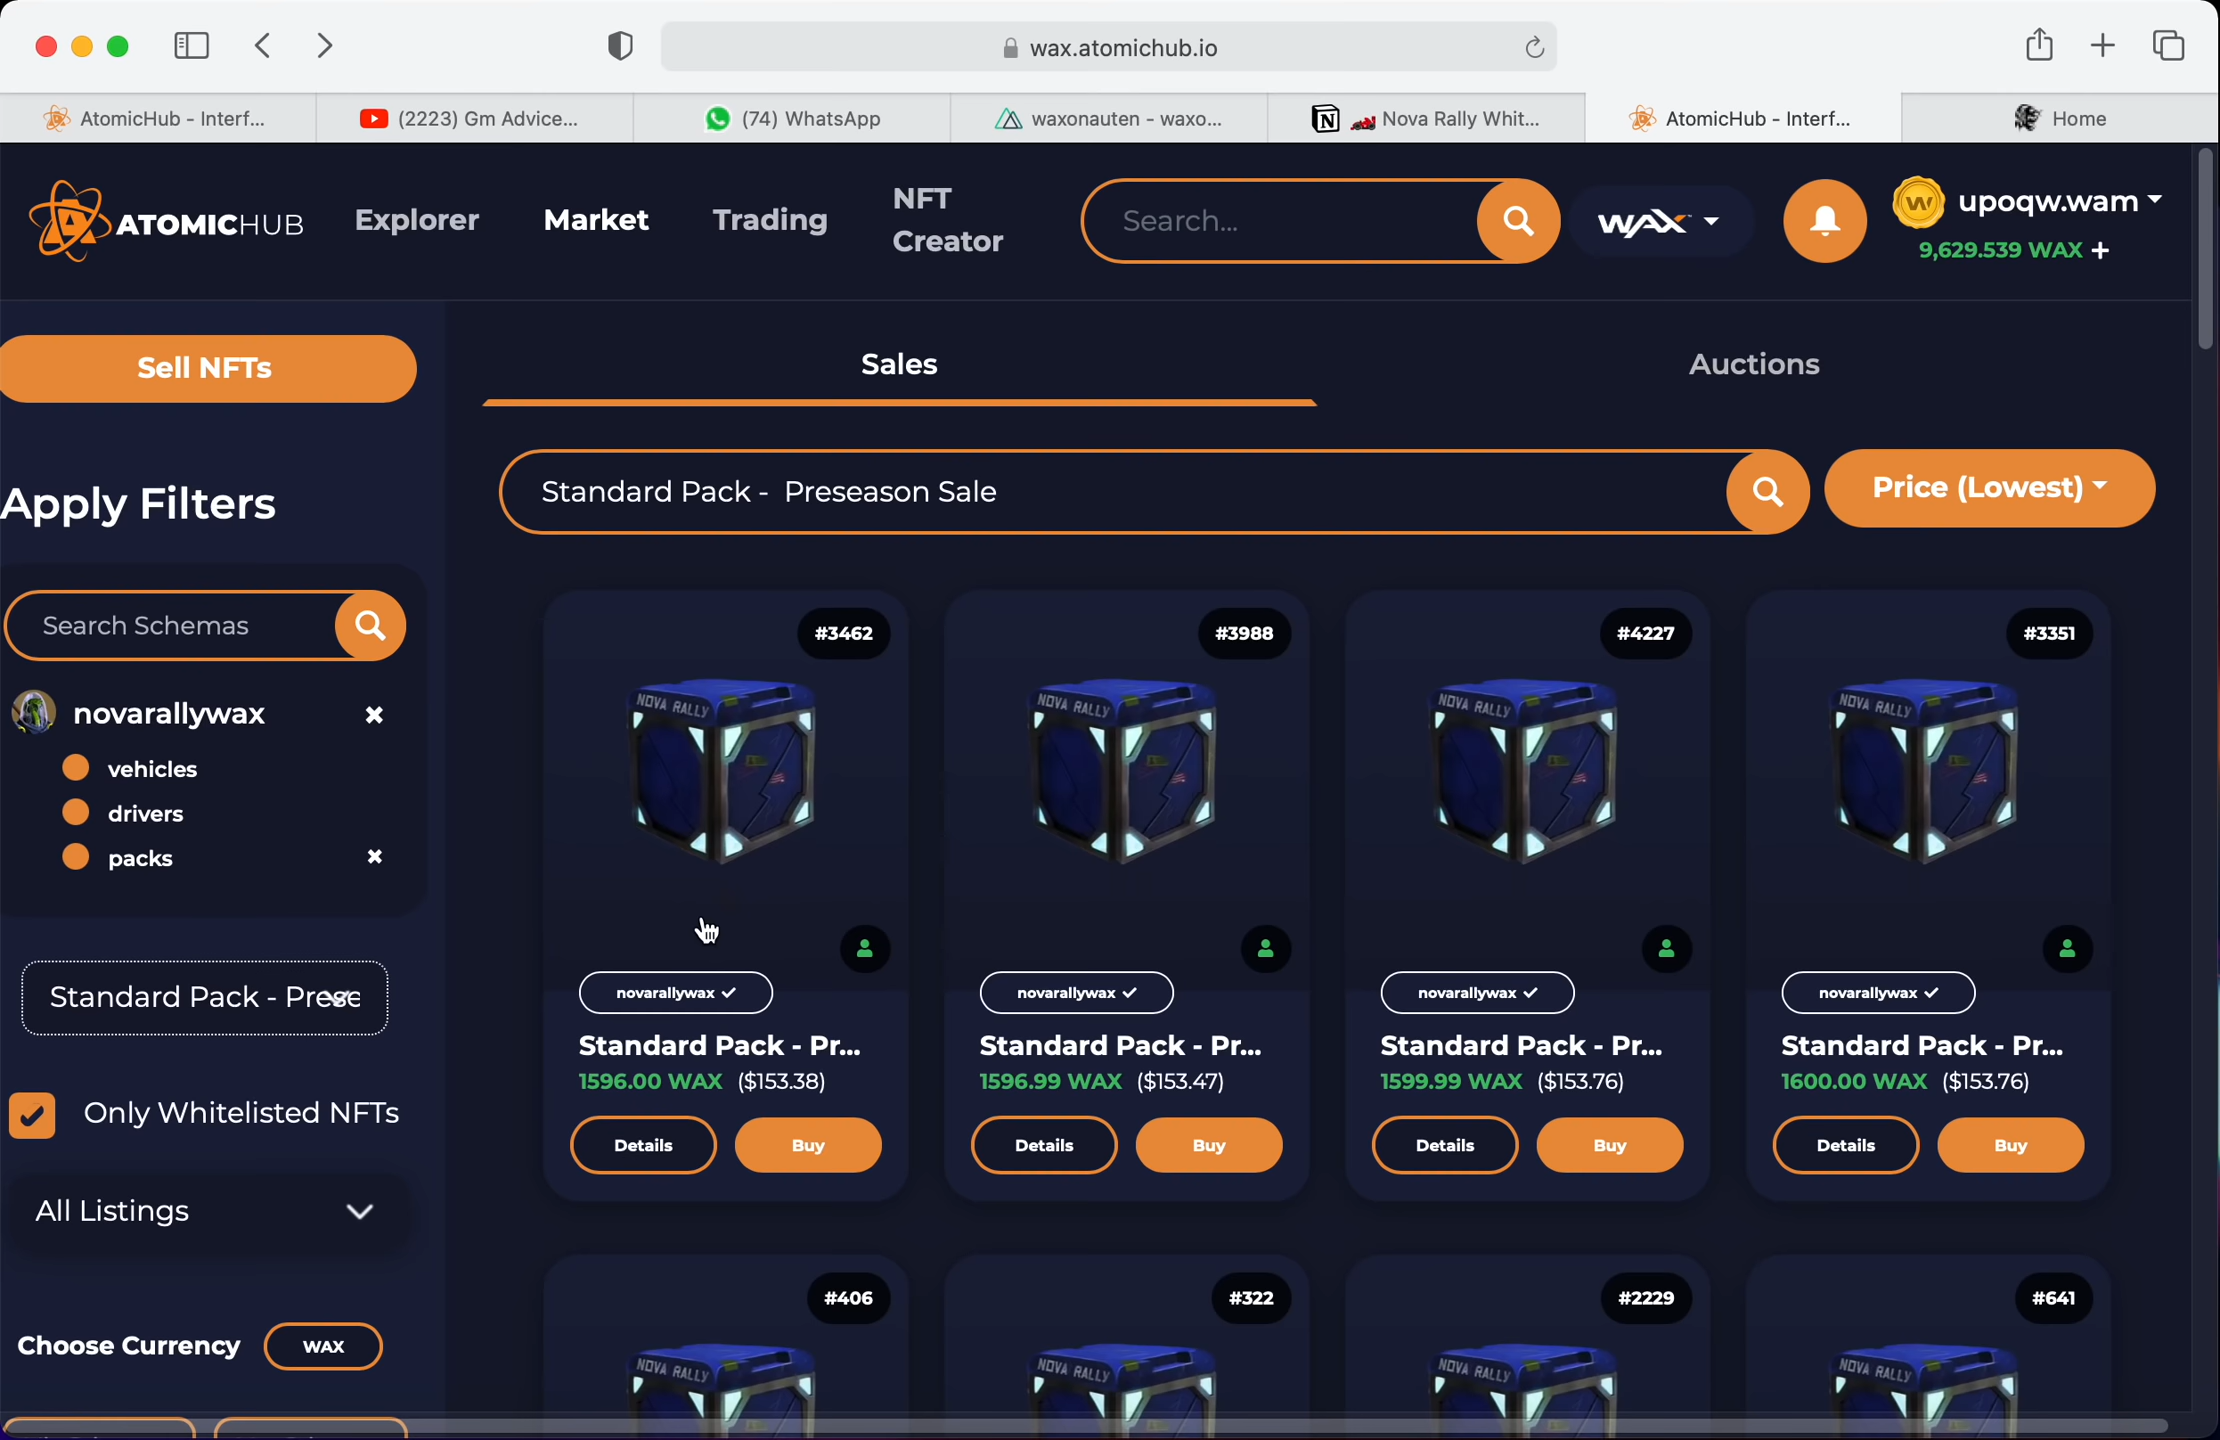 wax.atomichub.io
AtomicHub - Interf...
(2223) Gm Advice...
(74) WhatsApp
waxonauten - waxo...
Nova Rally Whit...
AtomicHub - Interf...
Home
ATOMICHUB
Explorer
Market
Trading
NFT
Creator
Search...
WAX
upoqw.wam
9,629.539 WAX +
Sell NFTs
Sales
Auctions
Apply Filters
Standard Pack - Preseason Sale
Price (Lowest)
Search Schemas
novarallywax
vehicles
drivers
packs
Standard Pack - Prese
Only Whitelisted NFTs
All Listings
Choose Currency
WAX
#3462
NOVA RALLY
novarallywax
Standard Pack - Pr...
1596.00 WAX ($153.38)
Details
Buy
#3988
NOVA RALLY
novarallywax
Standard Pack - Pr...
1596.99 WAX ($153.47)
Details
Buy
#4227
NOVA RALLY
novarallywax
Standard Pack - Pr...
1599.99 WAX ($153.76)
Details
Buy
#3351
NOVA RALLY
novarallywax
Standard Pack - Pr...
1600.00 WAX ($153.76)
Details
Buy
#406
NOVA RALLY
#322
NOVA RALLY
#2229
NOVA RALLY
#641
NOVA RALLY